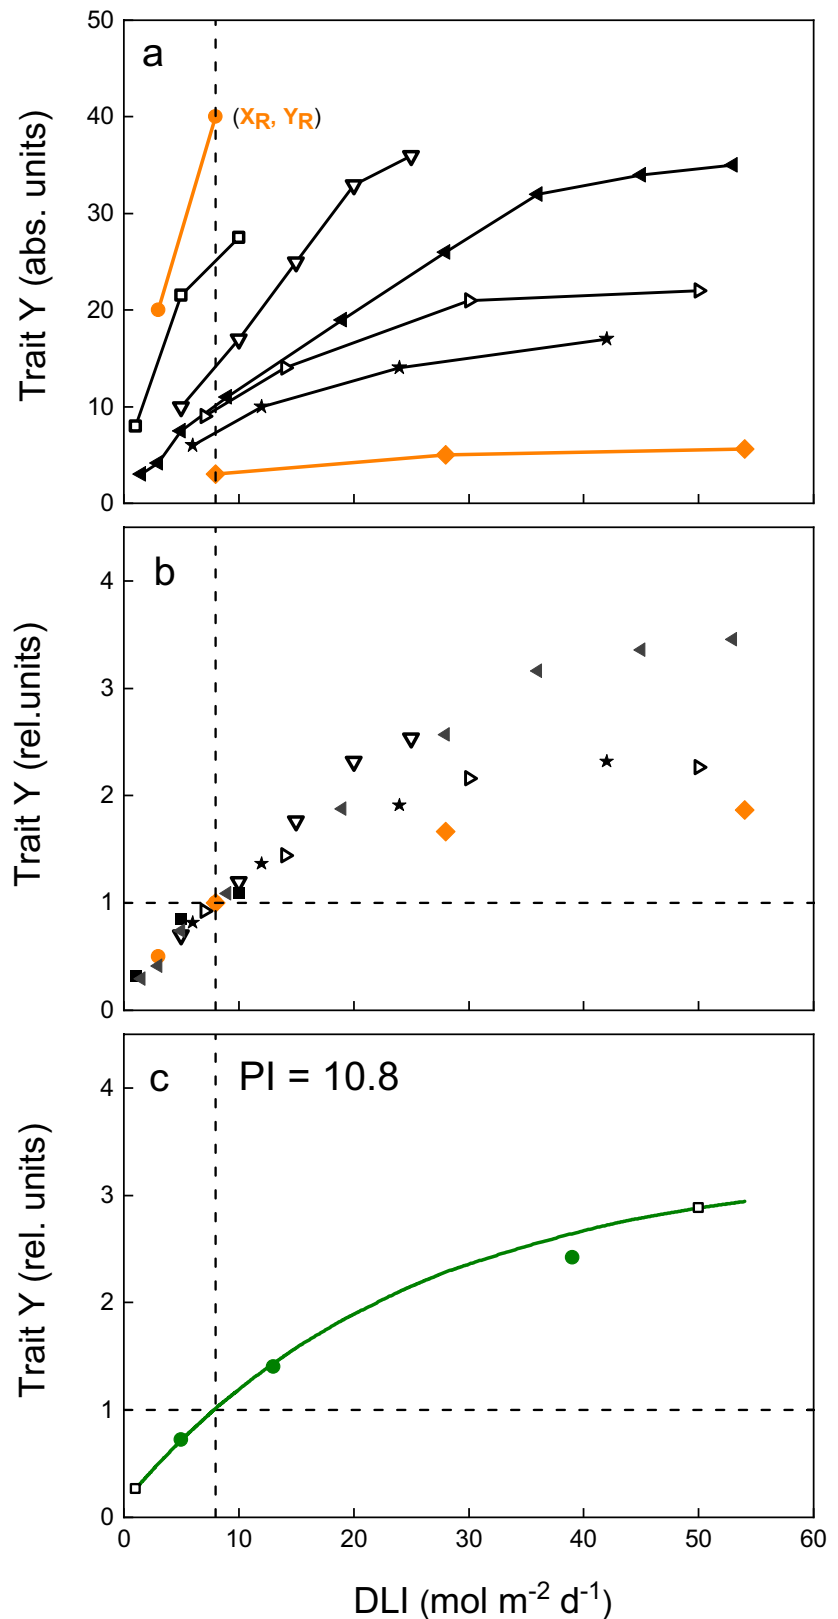 50
a
40
(XR, YR)
30
20
10
0
Trait Y (abs. units)
b
4
3
2
1
0
Trait Y (rel.units)
c
PI = 10.8
4
3
2
1
0
Trait Y (rel. units)
0 10 20 30 40 50 60
DLI (mol m-2 d-1)